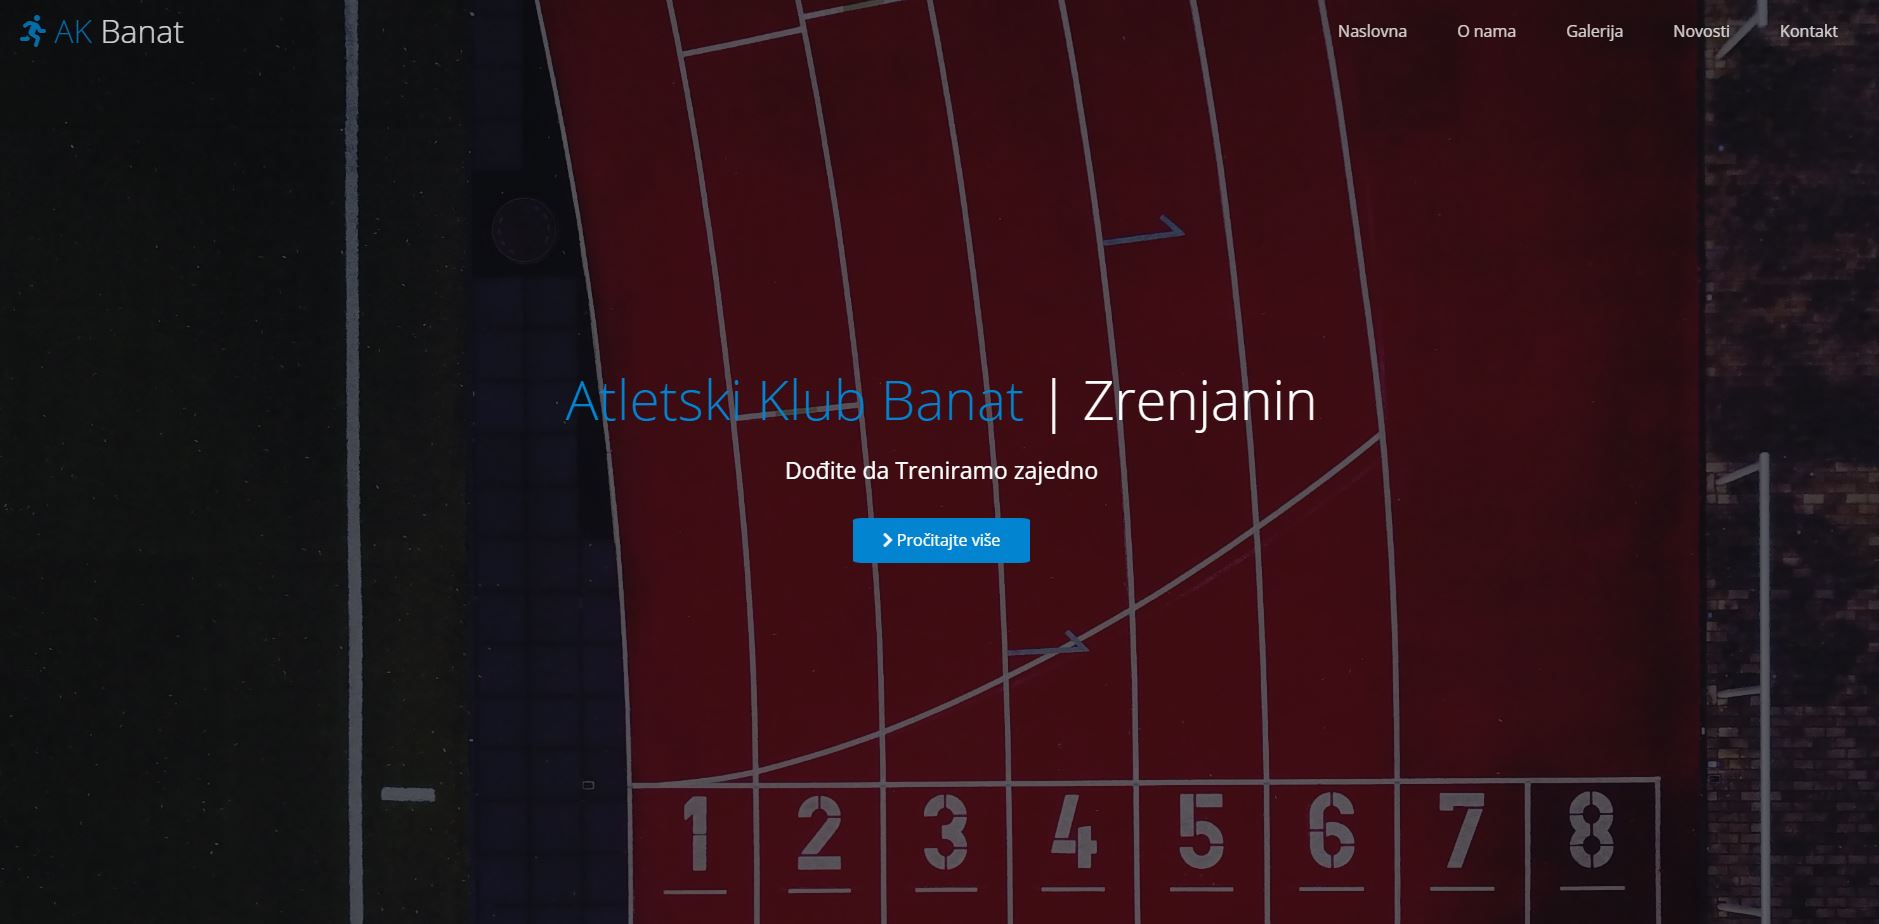 AK Banat
Naslovna
O nama
Galerija
Novosti
Kontakt
Atletski Klub Banat | Zrenjanin
Dođite da Treniramo zajedno
Pročitajte više
1 2 3 4 5 6 7 8